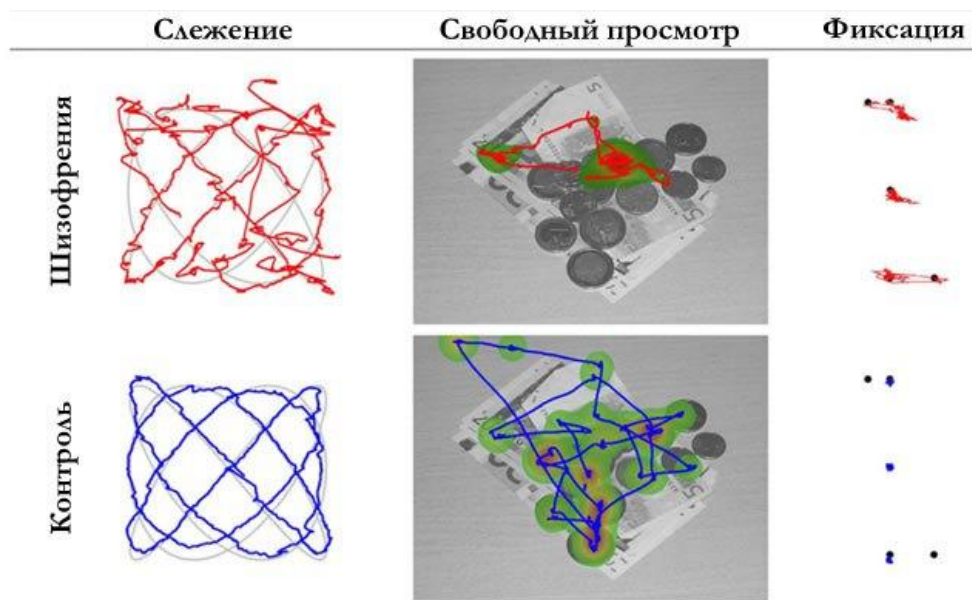 Слежение Свободный просмотр Фиксация
Шизофрения
Контроль